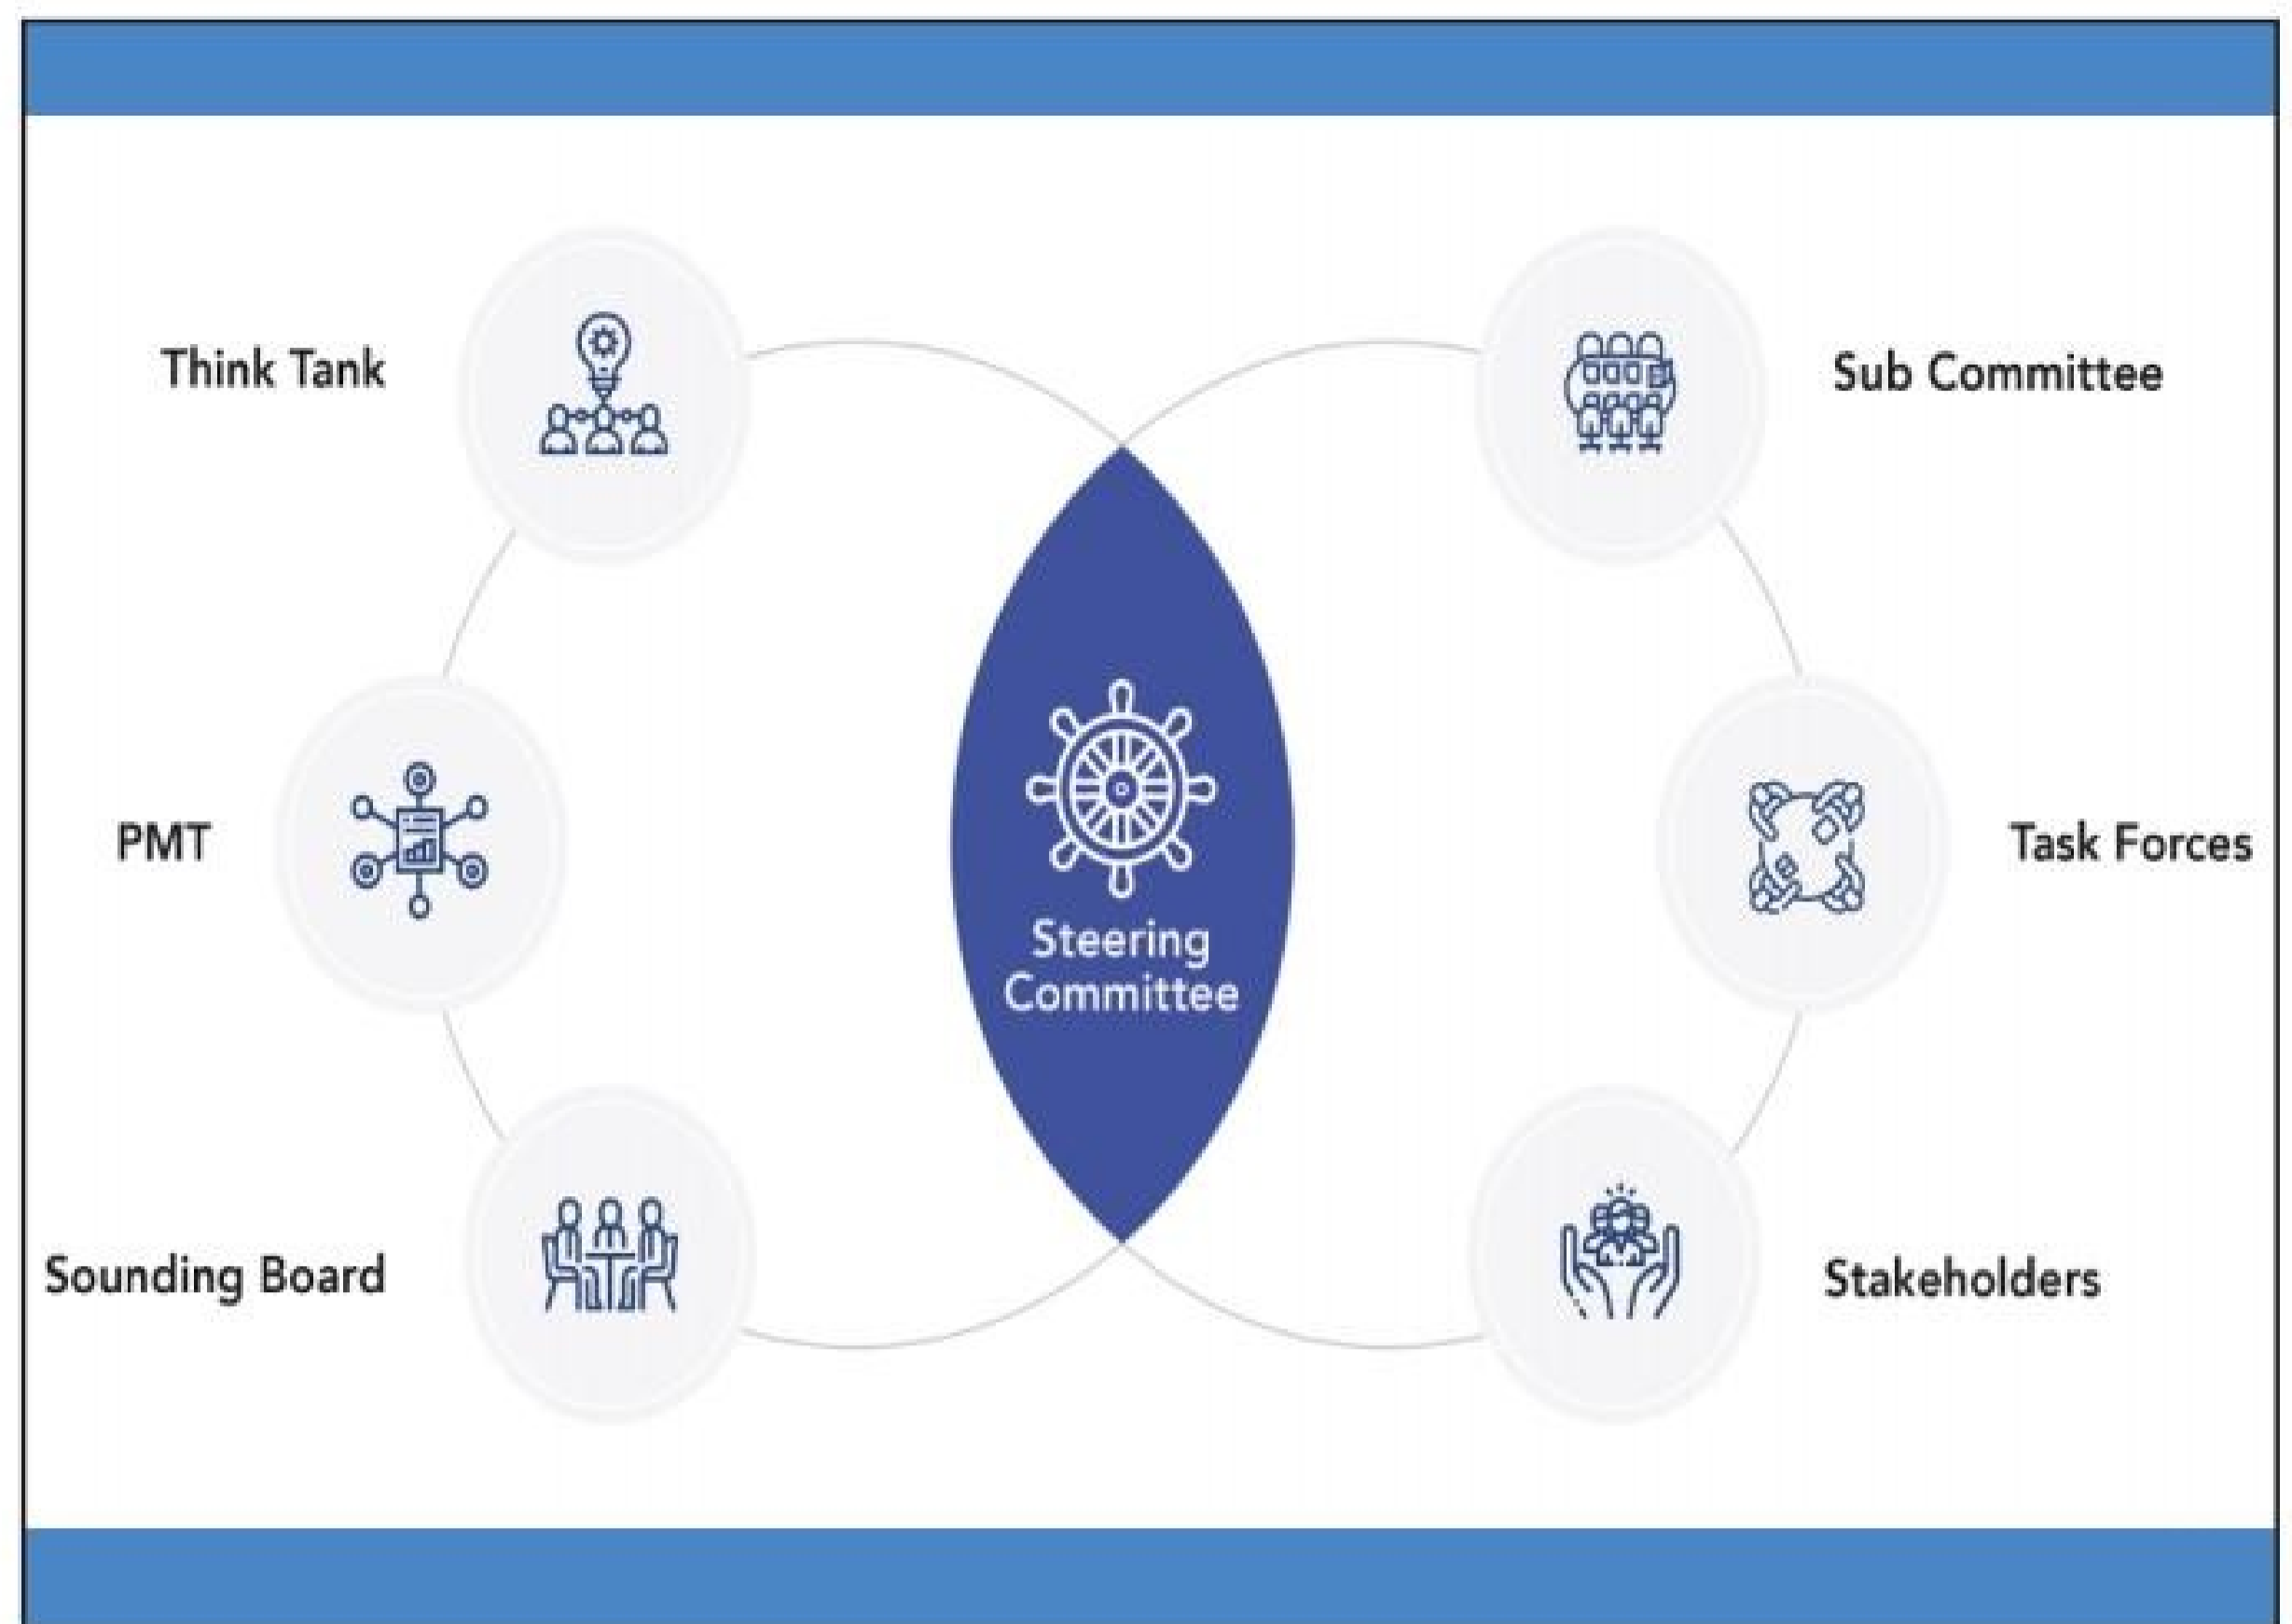 Think Tank
Sub Committee
PMT
Task Forces
Steering
Committee
Sounding Board
Stakeholders